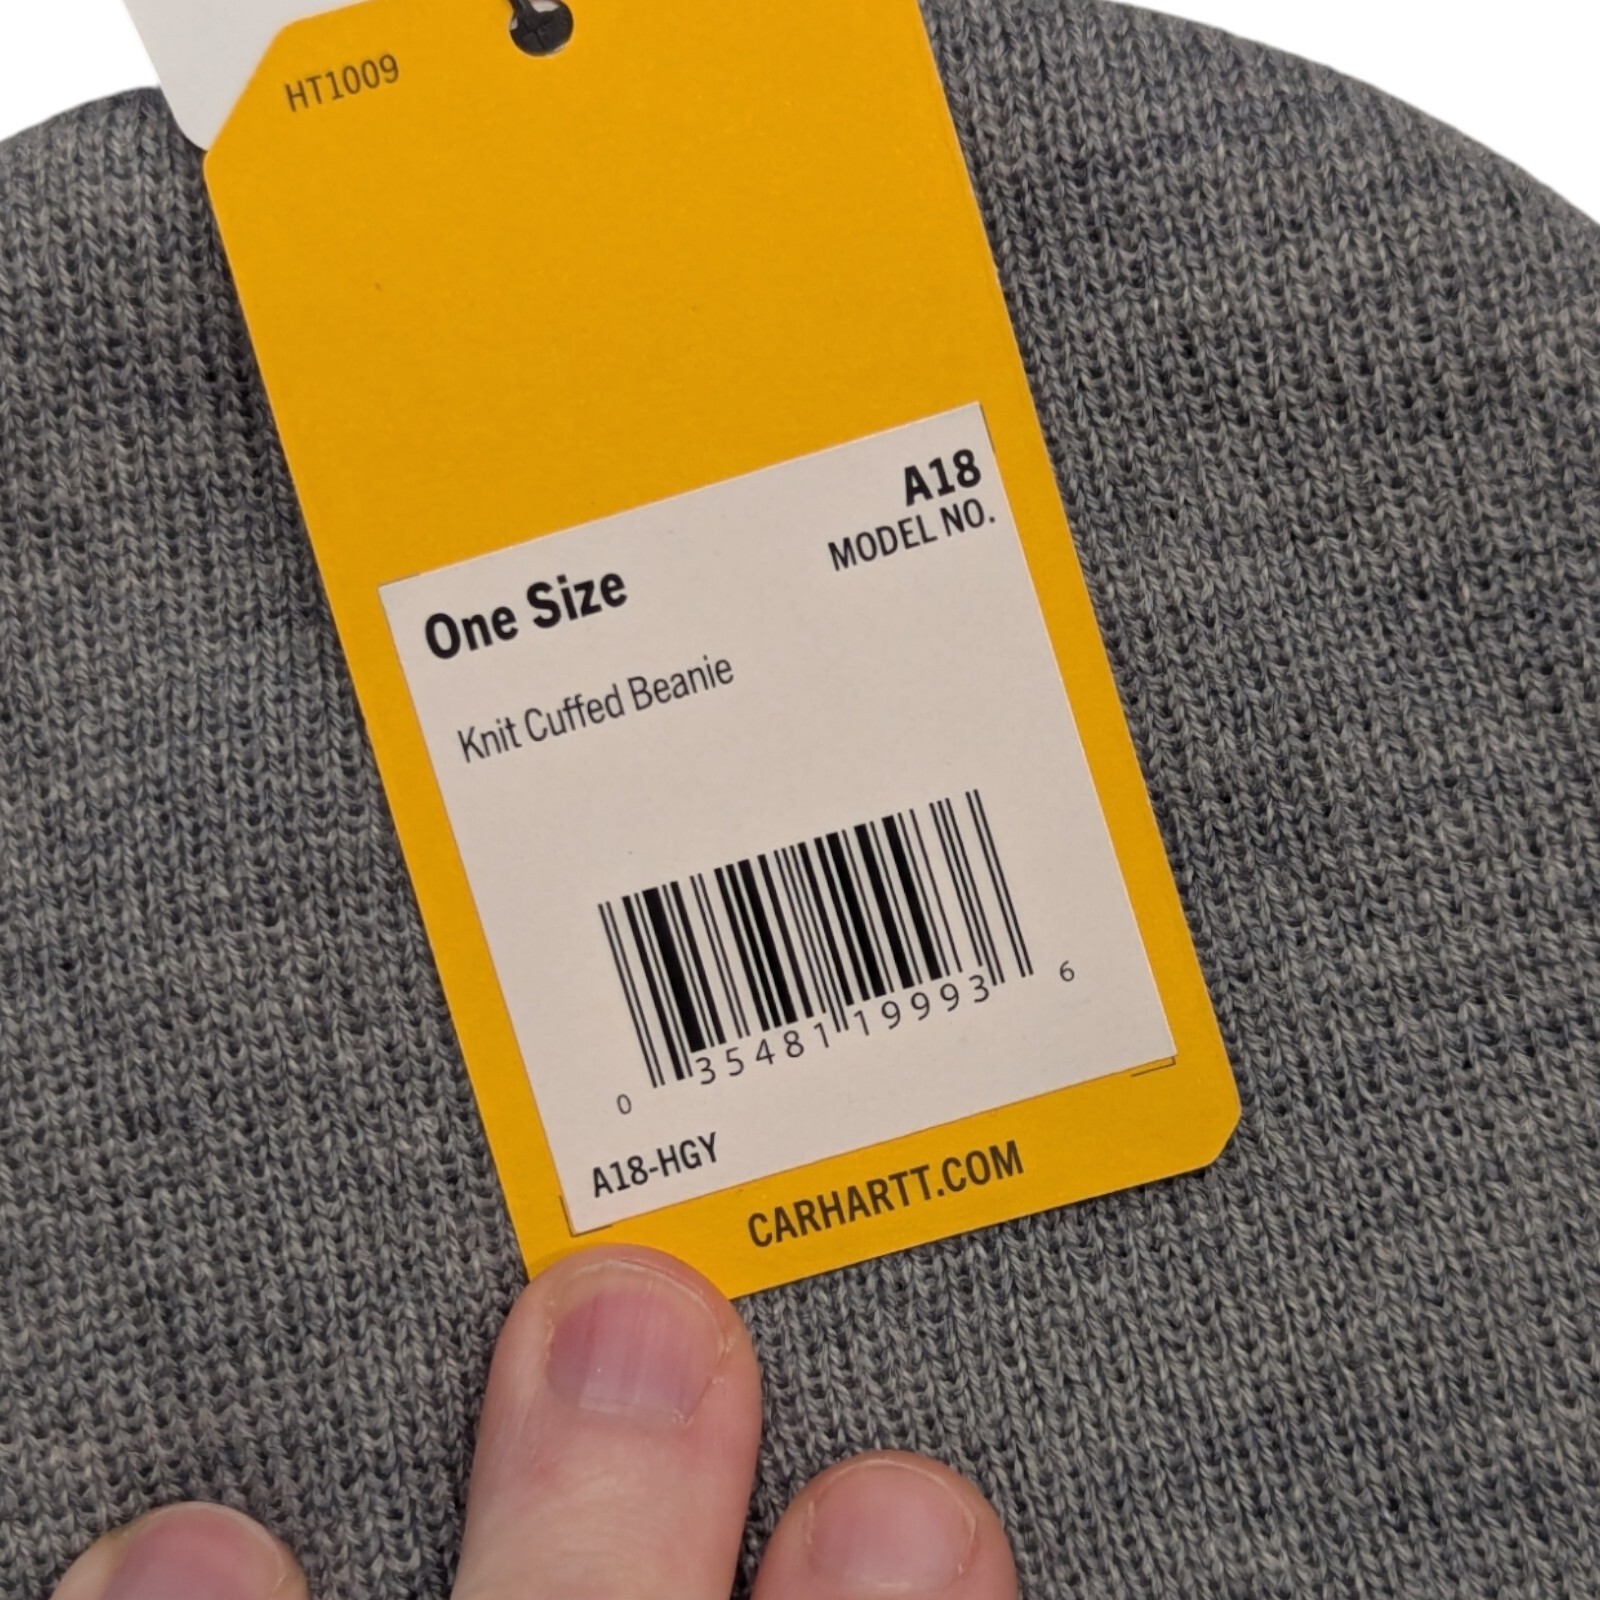 HT1009
A18
MODEL NO.
One Size
Knit Cuffed Beanie
0 35481 19993 6
A18-HGY
CARHARTT.COM